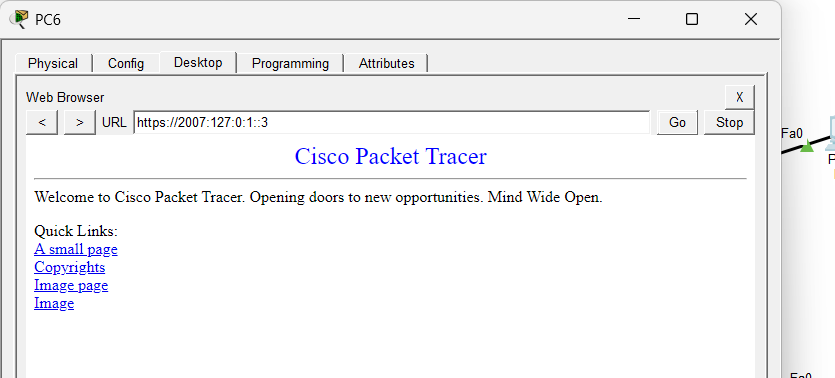 PC6
Physical Config Desktop Programming Attributes
Web Browser X
< > URL https://2007:127:0:1::3 Go Stop
Cisco Packet Tracer
Welcome to Cisco Packet Tracer. Opening doors to new opportunities. Mind Wide Open.
Quick Links:
A small page
Copyrights
Image page
Image
Fa0
Fa0